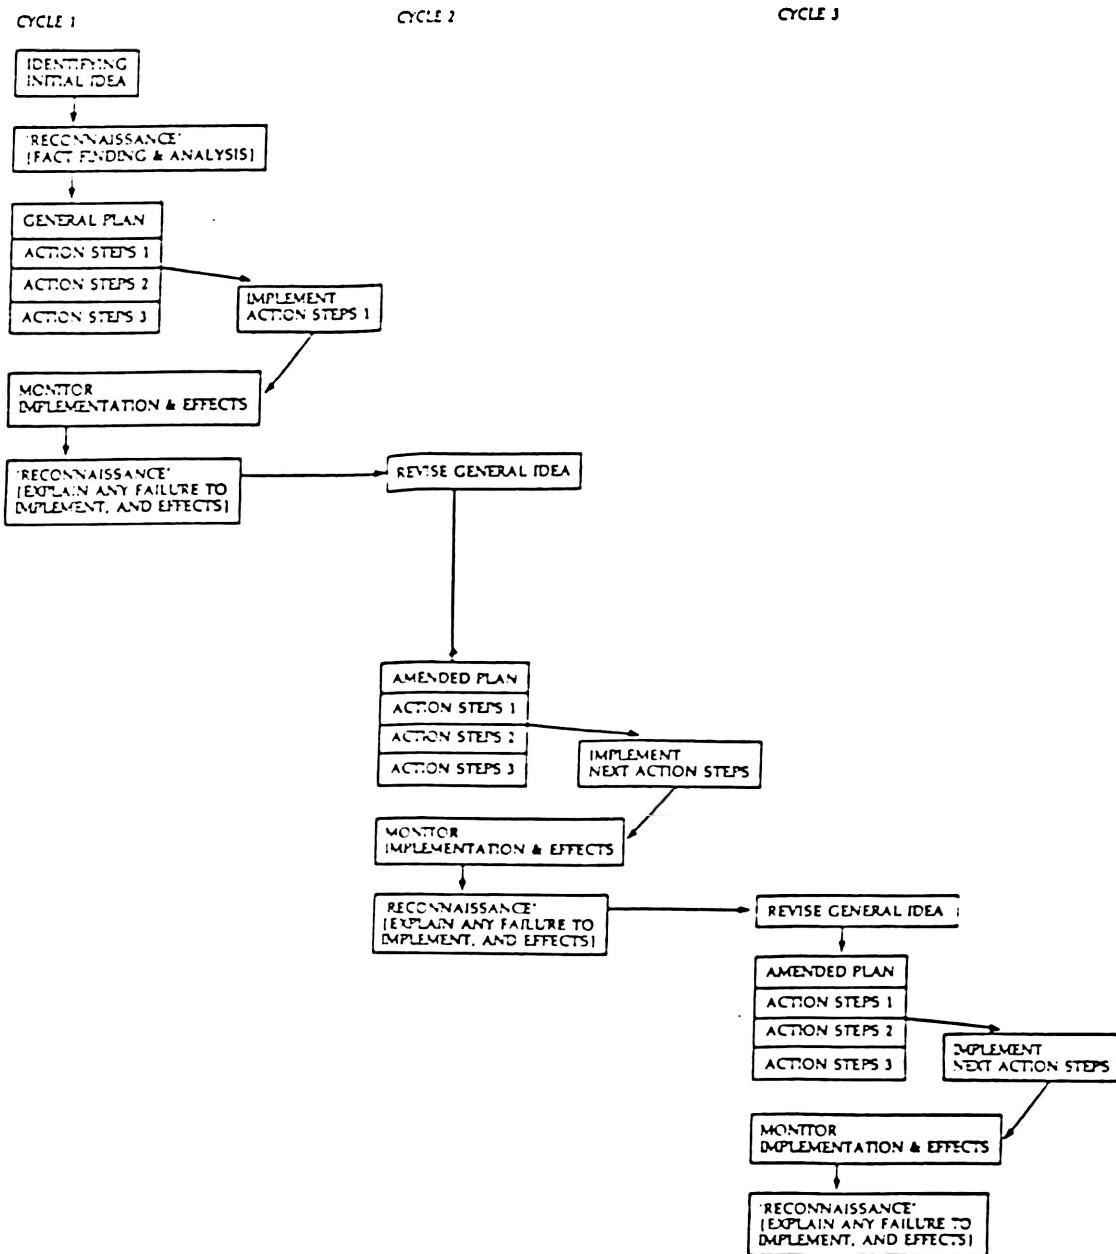 CYCLE 1
CYCLE 2
CYCLE 3
IDENTIFYING
INITIAL IDEA
'RECONNAISSANCE'
[FACT FINDING & ANALYSIS]
GENERAL PLAN
ACTION STEPS 1
ACTION STEPS 2
ACTION STEPS 3
IMPLEMENT
ACTION STEPS 1
MONITOR
IMPLEMENTATION & EFFECTS
'RECONNAISSANCE'
[EXPLAIN ANY FAILURE TO
IMPLEMENT, AND EFFECTS]
REVISE GENERAL IDEA
AMENDED PLAN
ACTION STEPS 1
ACTION STEPS 2
ACTION STEPS 3
IMPLEMENT
NEXT ACTION STEPS
MONITOR
IMPLEMENTATION & EFFECTS
RECONNAISSANCE'
[EXPLAIN ANY FAILURE TO
IMPLEMENT, AND EFFECTS]
REVISE GENERAL IDEA
AMENDED PLAN
ACTION STEPS 1
ACTION STEPS 2
ACTION STEPS 3
IMPLEMENT
NEXT ACTION STEPS
MONITOR
IMPLEMENTATION & EFFECTS
'RECONNAISSANCE'
[EXPLAIN ANY FAILURE TO
IMPLEMENT, AND EFFECTS]